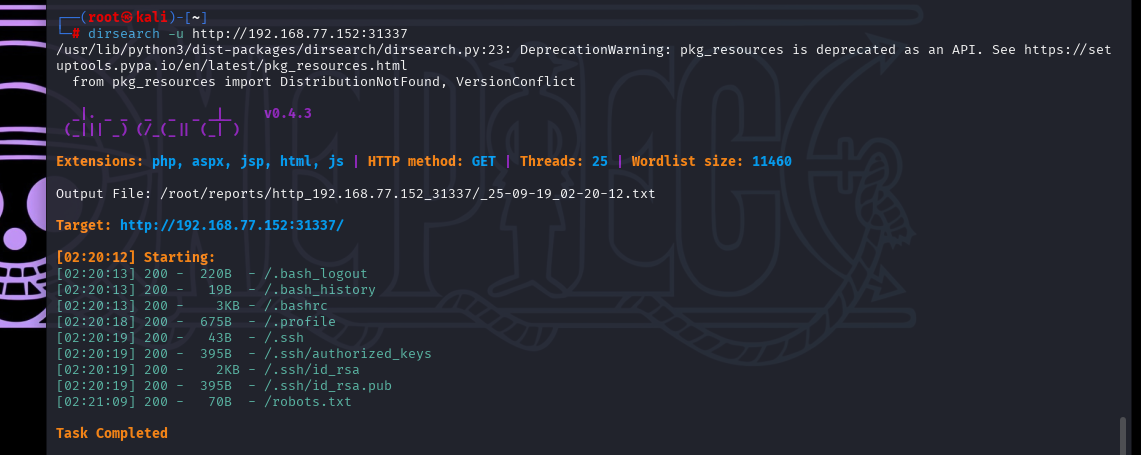 ┌──(root㉿kali)-[~]
└─# dirsearch -u http://192.168.77.152:31337
/usr/lib/python3/dist-packages/dirsearch/dirsearch.py:23: DeprecationWarning: pkg_resources is deprecated as an API. See https://set
uptools.pypa.io/en/latest/pkg_resources.html
  from pkg_resources import DistributionNotFound, VersionConflict
  _|. _ _  _  _  _ _|_    v0.4.3
 (_||| _) (/_(_|| (_| )
Extensions: php, aspx, jsp, html, js | HTTP method: GET | Threads: 25 | Wordlist size: 11460
Output File: /root/reports/http_192.168.77.152_31337/_25-09-19_02-20-12.txt
Target: http://192.168.77.152:31337/
[02:20:12] Starting:
[02:20:13] 200 -  220B  - /.bash_logout
[02:20:13] 200 -   19B  - /.bash_history
[02:20:13] 200 -    3KB - /.bashrc
[02:20:18] 200 -  675B  - /.profile
[02:20:19] 200 -   43B  - /.ssh
[02:20:19] 200 -  395B  - /.ssh/authorized_keys
[02:20:19] 200 -    2KB - /.ssh/id_rsa
[02:20:19] 200 -  395B  - /.ssh/id_rsa.pub
[02:21:09] 200 -   70B  - /robots.txt
Task Completed